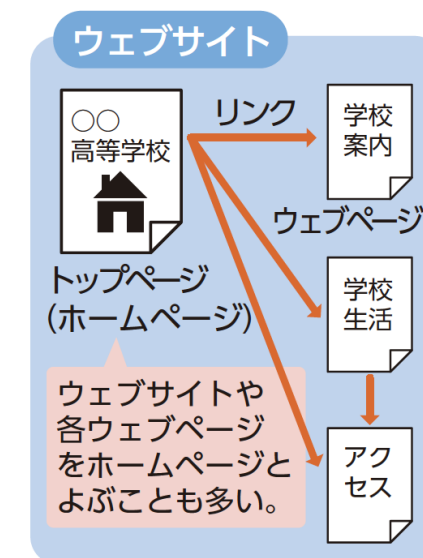 ウェブサイト
○○
高等学校
リンク
学校
案内
ウェブページ
トップページ
(ホームページ)
学校
生活
ウェブサイトや
各ウェブページ
をホームページと
よぶことも多い。
アク
セス